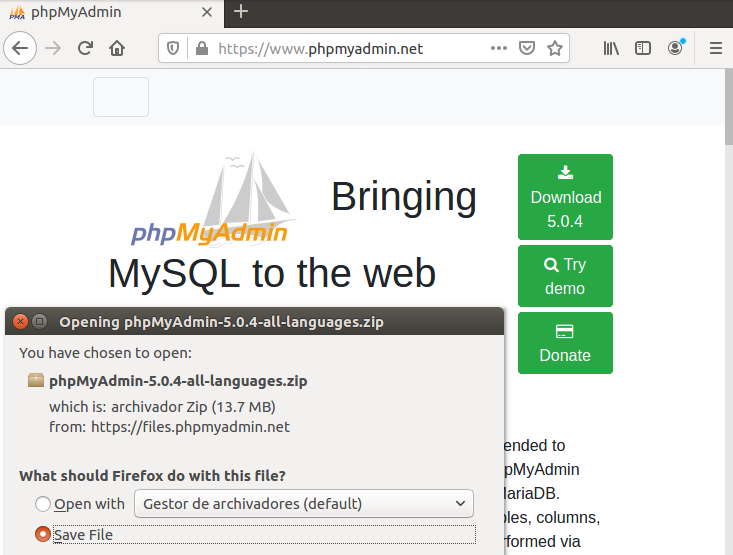 phpMyAdmin
https://www.phpmyadmin.net
phpMyAdmin
Bringing
MySQL to the web
Download
5.0.4
Try
demo
Donate
Opening phpMyAdmin-5.0.4-all-languages.zip
You have chosen to open:
phpMyAdmin-5.0.4-all-languages.zip
which is: archivador Zip (13.7 MB)
from: https://files.phpmyadmin.net
What should Firefox do with this file?
Open with
Gestor de archivadores (default)
Save File
ended to
pMyAdmin
MariaDB.
bles, columns,
rformed via